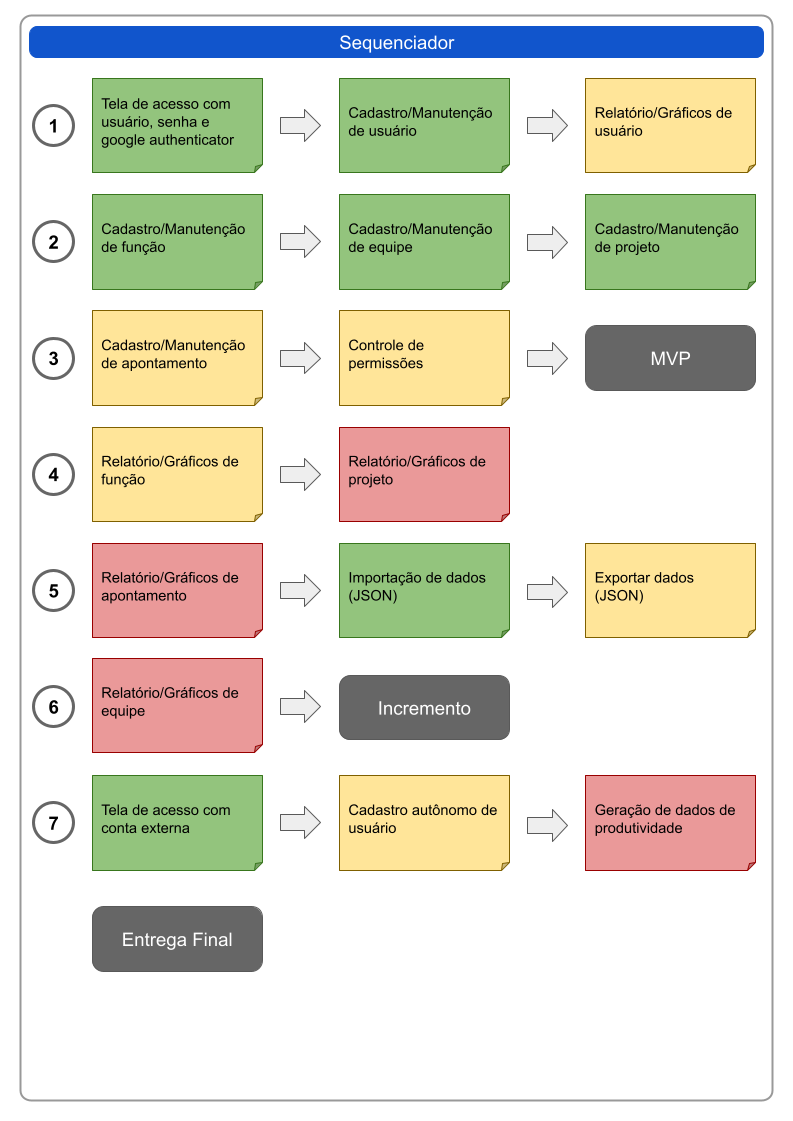 Sequenciador
1
Tela de acesso com
usuário, senha e
google authenticator
Cadastro/Manutenção
de usuário
Relatório/Gráficos de
usuário
2
Cadastro/Manutenção
de função
Cadastro/Manutenção
de equipe
Cadastro/Manutenção
de projeto
3
Cadastro/Manutenção
de apontamento
Controle de
permissões
MVP
4
Relatório/Gráficos de
função
Relatório/Gráficos de
projeto
5
Relatório/Gráficos de
apontamento
Importação de dados
(JSON)
Exportar dados
(JSON)
6
Relatório/Gráficos de
equipe
Incremento
7
Tela de acesso com
conta externa
Cadastro autônomo de
usuário
Geração de dados de
produtividade
Entrega Final